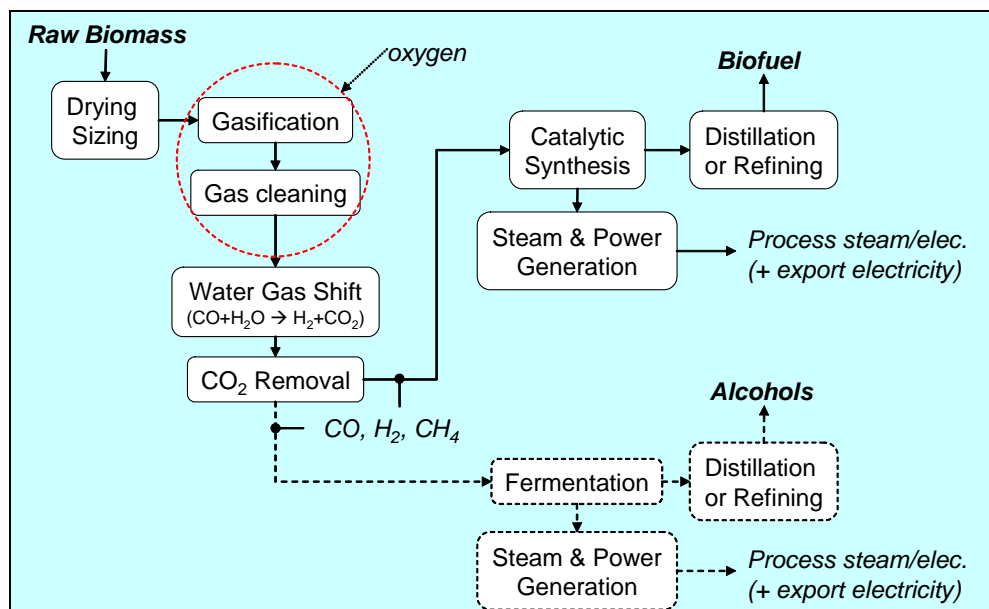 Raw Biomass
oxygen
Drying
Sizing
Gasification
Gas cleaning
Water Gas Shift
(CO+H₂O → H₂+CO₂)
CO₂ Removal
CO, H₂, CH₄
Biofuel
Catalytic
Synthesis
Distillation
or Refining
Steam & Power
Generation
Process steam/elec.
(+ export electricity)
Alcohols
Fermentation
Distillation
or Refining
Steam & Power
Generation
Process steam/elec.
(+ export electricity)